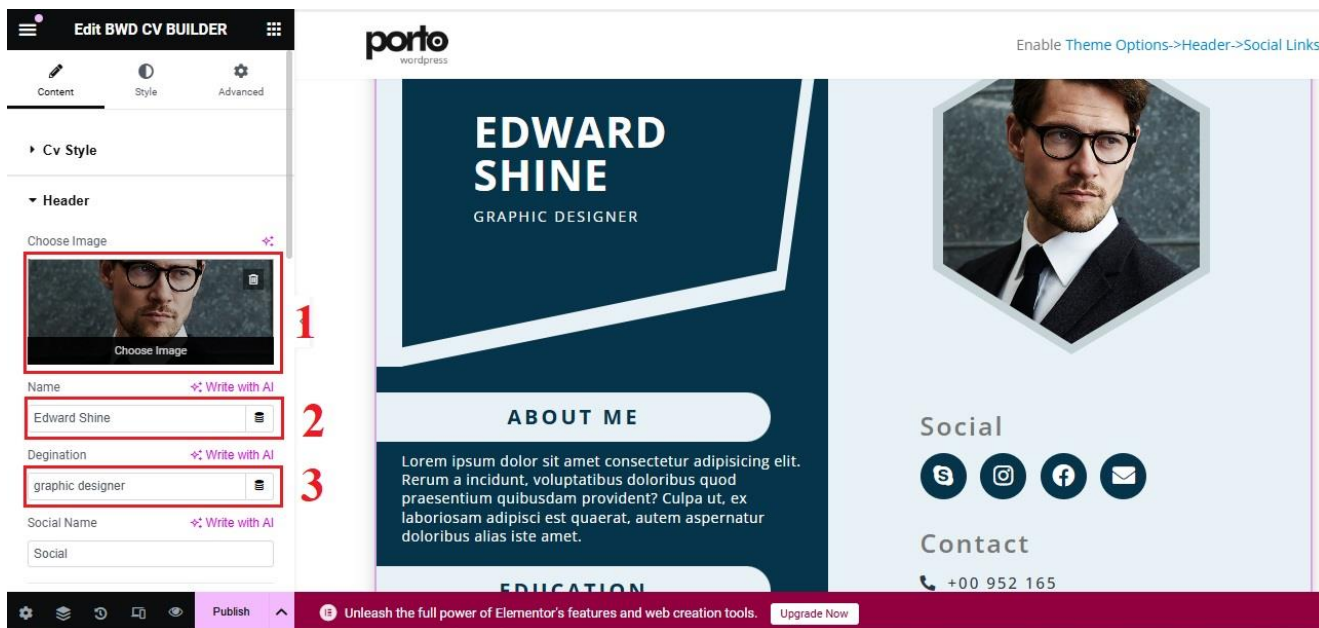 Edit BWD CV BUILDER
Content
Style
Advanced
Cv Style
Header
Choose Image
Choose Image
1
Name
Write with AI
Edward Shine
2
Degination
Write with AI
graphic designer
3
Social Name
Write with AI
Social
Publish
porto
wordpress
Enable Theme Options->Header->Social Links
EDWARD
SHINE
GRAPHIC DESIGNER
ABOUT ME
Lorem ipsum dolor sit amet consectetur adipisicing elit.
Rerum a incidunt, voluptatibus doloribus quod
praesentium quibusdam provident? Culpa ut, ex
laboriosam adipisci est quaerat, autem aspernatur
doloribus alias iste amet.
EDUCATION
Social
Contact
+00 952 165
Unleash the full power of Elementor's features and web creation tools.
Upgrade Now